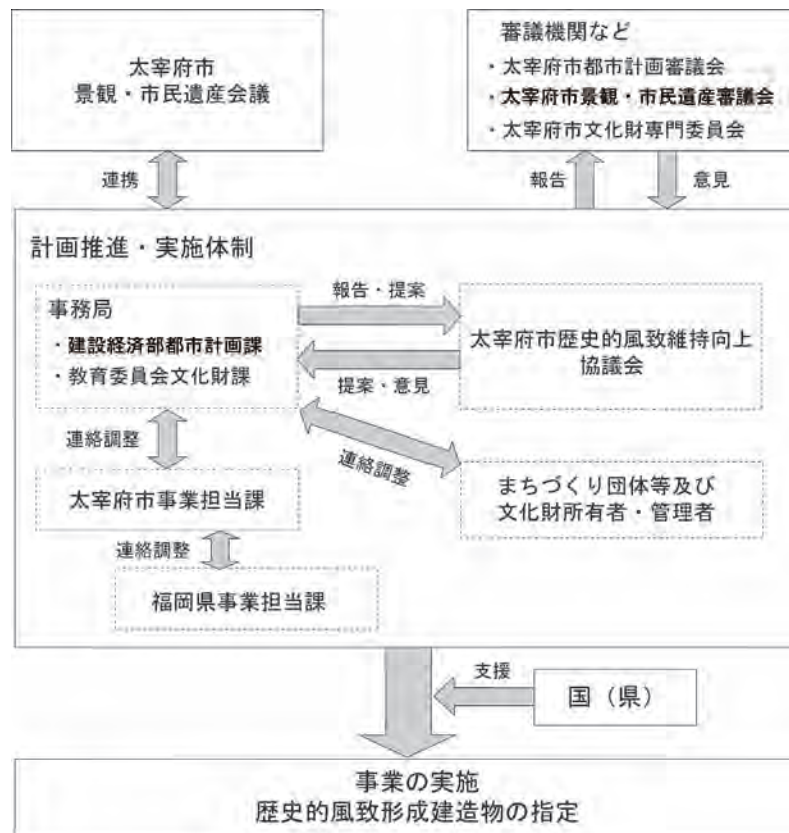 太宰府市
景観・市民遺産会議
審議機関など
・太宰府市都市計画審議会
・太宰府市景観・市民遺産審議会
・太宰府市文化財専門委員会
連携
報告
意見
計画推進・実施体制
事務局
・建設経済部都市計画課
・教育委員会文化財課
報告・提案
提案・意見
太宰府市歴史的風致維持向上
協議会
連絡調整
連絡調整
太宰府市事業担当課
まちづくり団体等及び
文化財所有者・管理者
連絡調整
福岡県事業担当課
支援
国（県）
事業の実施
歴史的風致形成建造物の指定